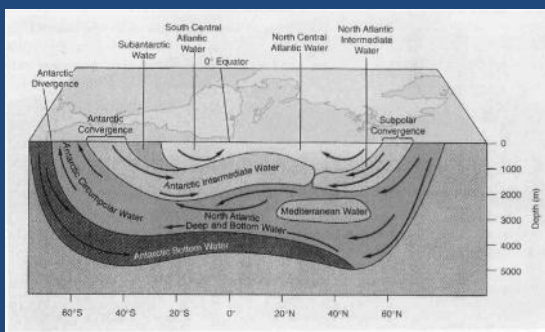 South Central
Atlantic
Water
North Central
Atlantic Water
North Atlantic
Intermediate
Water
Subantarctic
Water
0° Equator
Antarctic
Divergence
Antarctic
Convergence
Subpolar
Convergence
Antarctic Intermediate Water
Antarctic Circumpolar Water
Mediterranean Water
North Atlantic
Deep and Bottom Water
Antarctic Bottom Water
0
1000
2000
3000
4000
5000
Depth (m)
60°S
40°S
20°S
0°
20°N
40°N
60°N